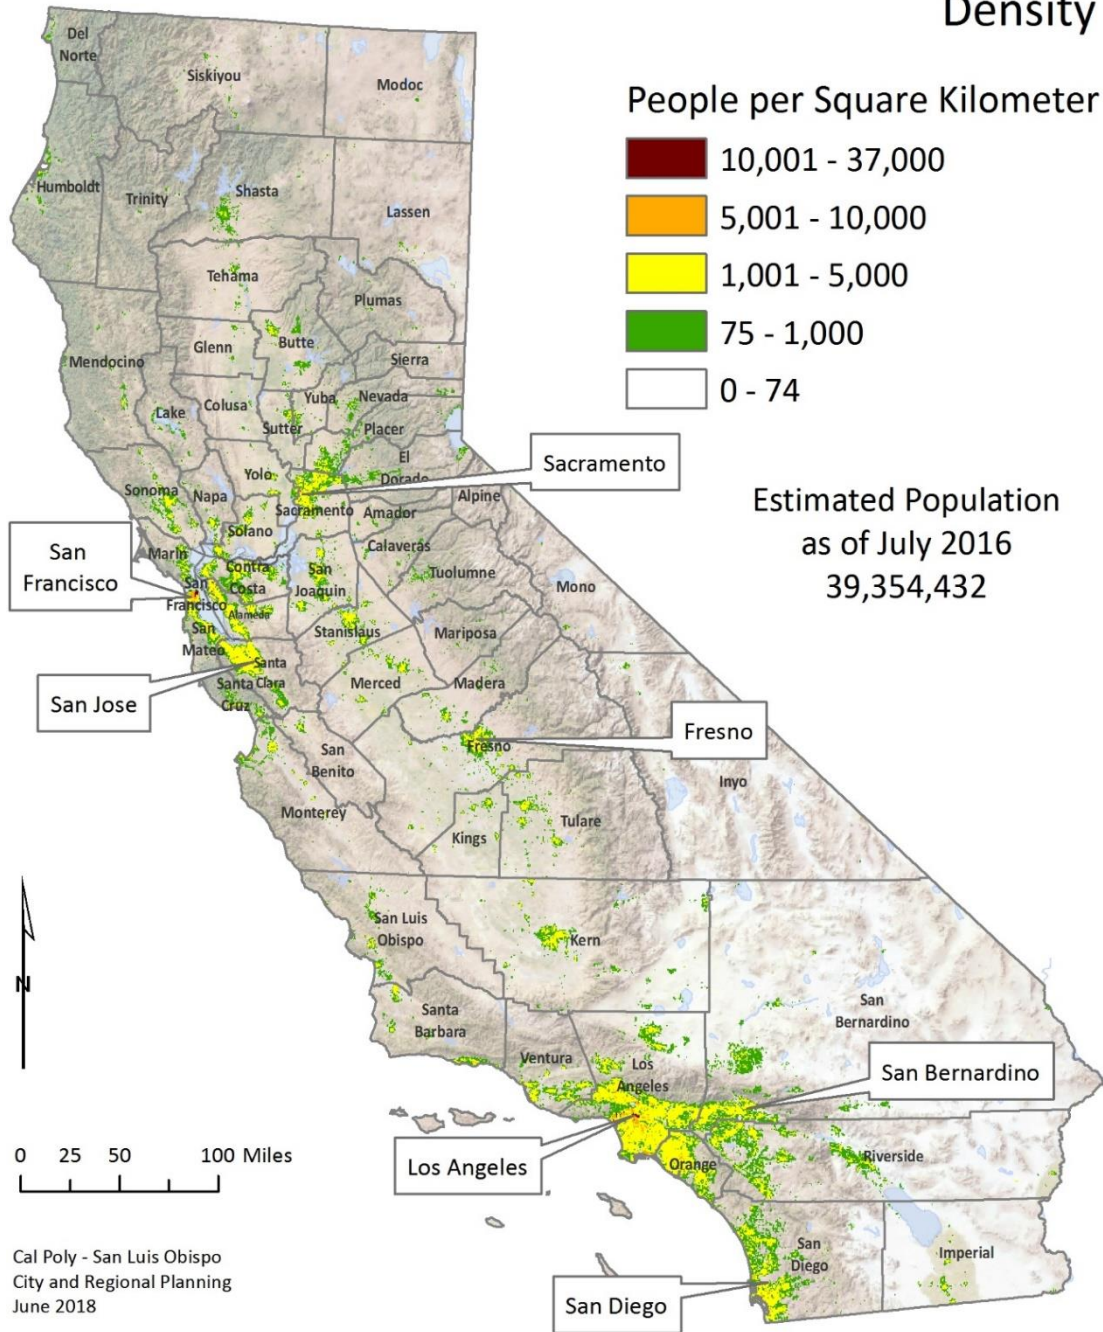 Density
People per Square Kilometer
10,001 - 37,000
5,001 - 10,000
1,001 - 5,000
75 - 1,000
0 - 74
Estimated Population
as of July 2016
39,354,432
Del
Norte
Siskiyou
Modoc
Humboldt
Trinity
Shasta
Lassen
Tehama
Plumas
Mendocino
Glenn
Butte
Sierra
Lake
Colusa
Yuba
Nevada
Sutter
Placer
El
Dorado
Yolo
Sacramento
Sonoma
Napa
Sacramento
Alpine
Amador
Solano
Calaveras
Marin
San
Francisco
Contra
Costa
San
Joaquin
Tuolumne
Mono
San
Francisco
Alameda
San
Mateo
Stanislaus
Mariposa
Santa
Clara
Santa
Cruz
San Jose
Merced
Madera
Fresno
Fresno
San
Benito
Inyo
Monterey
Kings
Tulare
San Luis
Obispo
Kern
N
Santa
Barbara
San
Bernardino
Ventura
Los
Angeles
San Bernardino
Los Angeles
Orange
Riverside
0 25 50 100 Miles
San
Diego
Imperial
San Diego
Cal Poly - San Luis Obispo
City and Regional Planning
June 2018